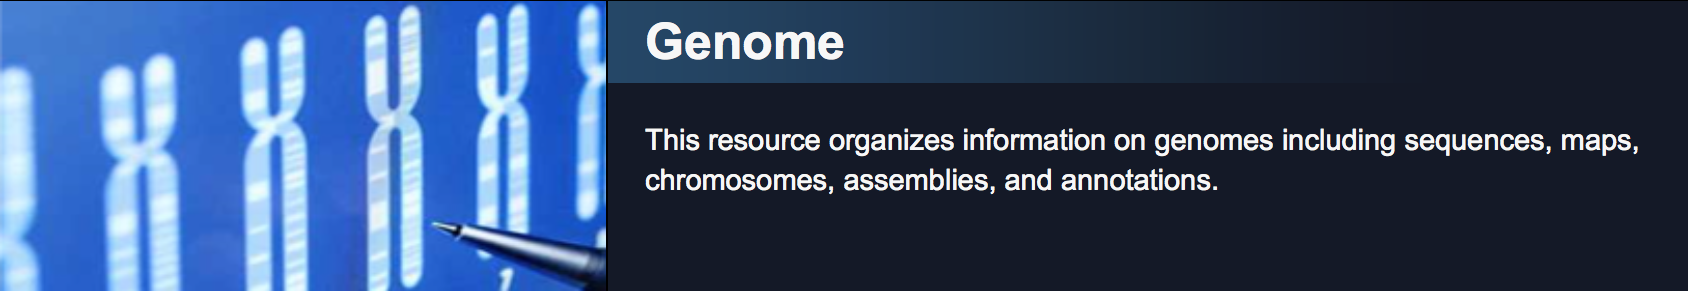 Genome
This resource organizes information on genomes including sequences, maps,
chromosomes, assemblies, and annotations.